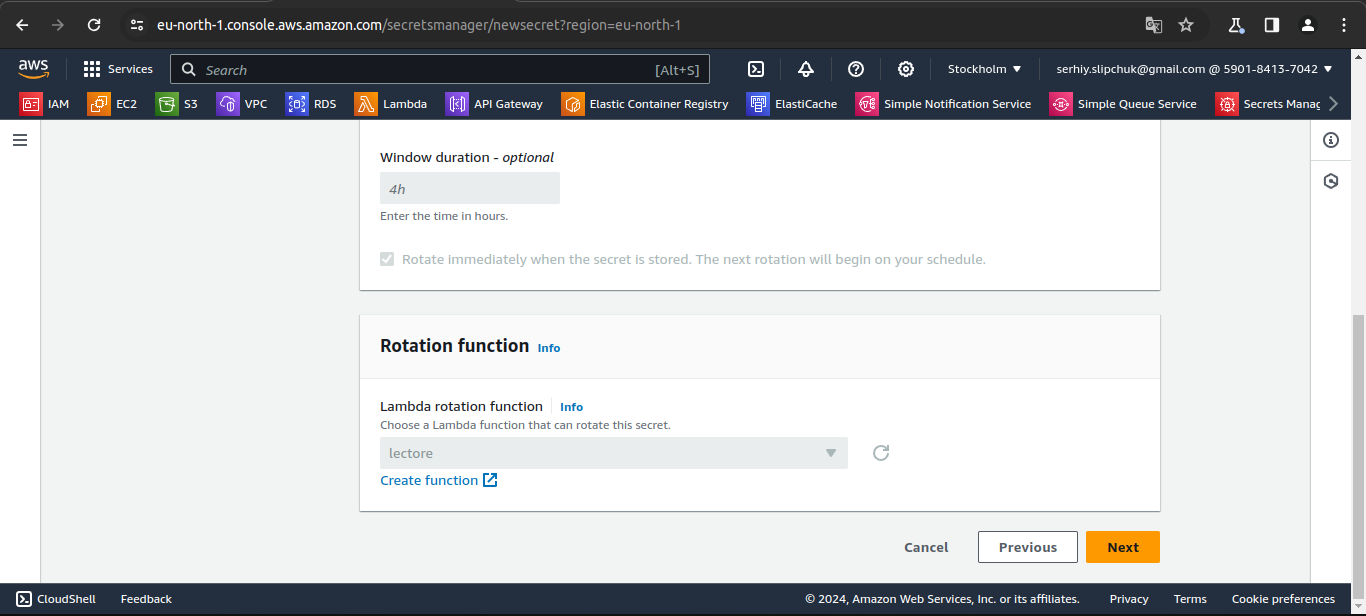 eu-north-1.console.aws.amazon.com/secretsmanager/newsecret?region=eu-north-1
aws Services Search [Alt+S] Stockholm serhiy.slipchuk@gmail.com @ 5901-8413-7042
IAM EC2 S3 VPC RDS Lambda API Gateway Elastic Container Registry ElastiCache Simple Notification Service Simple Queue Service Secrets Manag
Window duration - optional
4h
Enter the time in hours.
Rotate immediately when the secret is stored. The next rotation will begin on your schedule.
Rotation function Info
Lambda rotation function Info
Choose a Lambda function that can rotate this secret.
lectore
Create function
Cancel Previous Next
CloudShell Feedback © 2024, Amazon Web Services, Inc. or its affiliates. Privacy Terms Cookie preferences